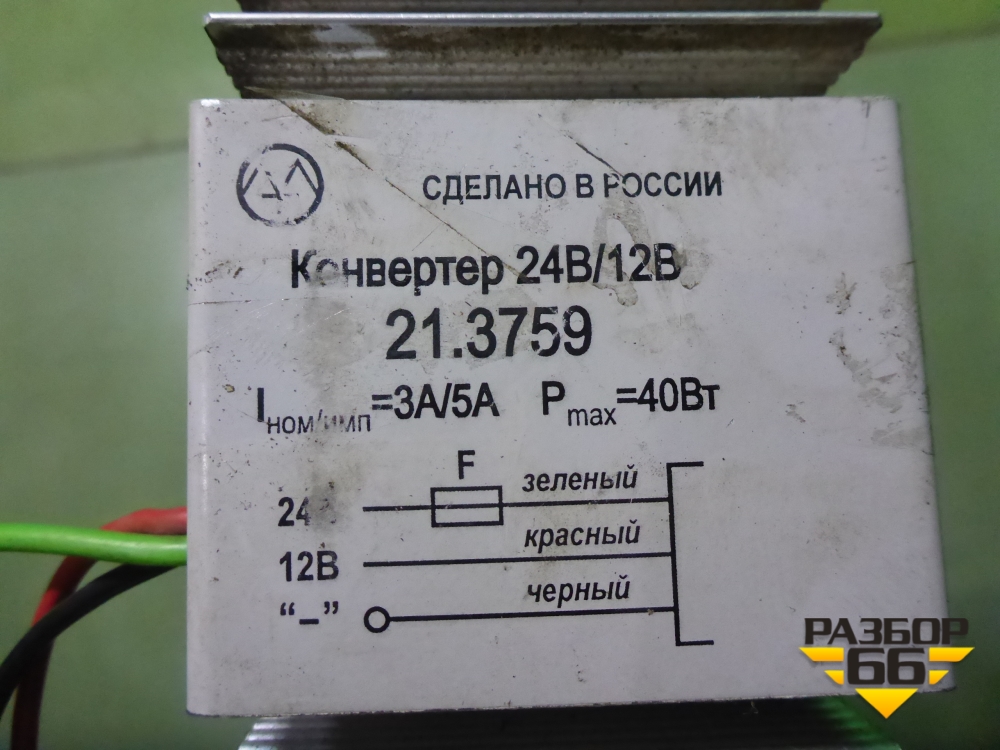 СДЕЛАНО В РОССИИ
Конвертер 24В/12В
21.3759
Iном/имп=3А/5А Pmax=40Вт
F
24В зеленый
12В красный
“–” черный
РАЗБОР
66